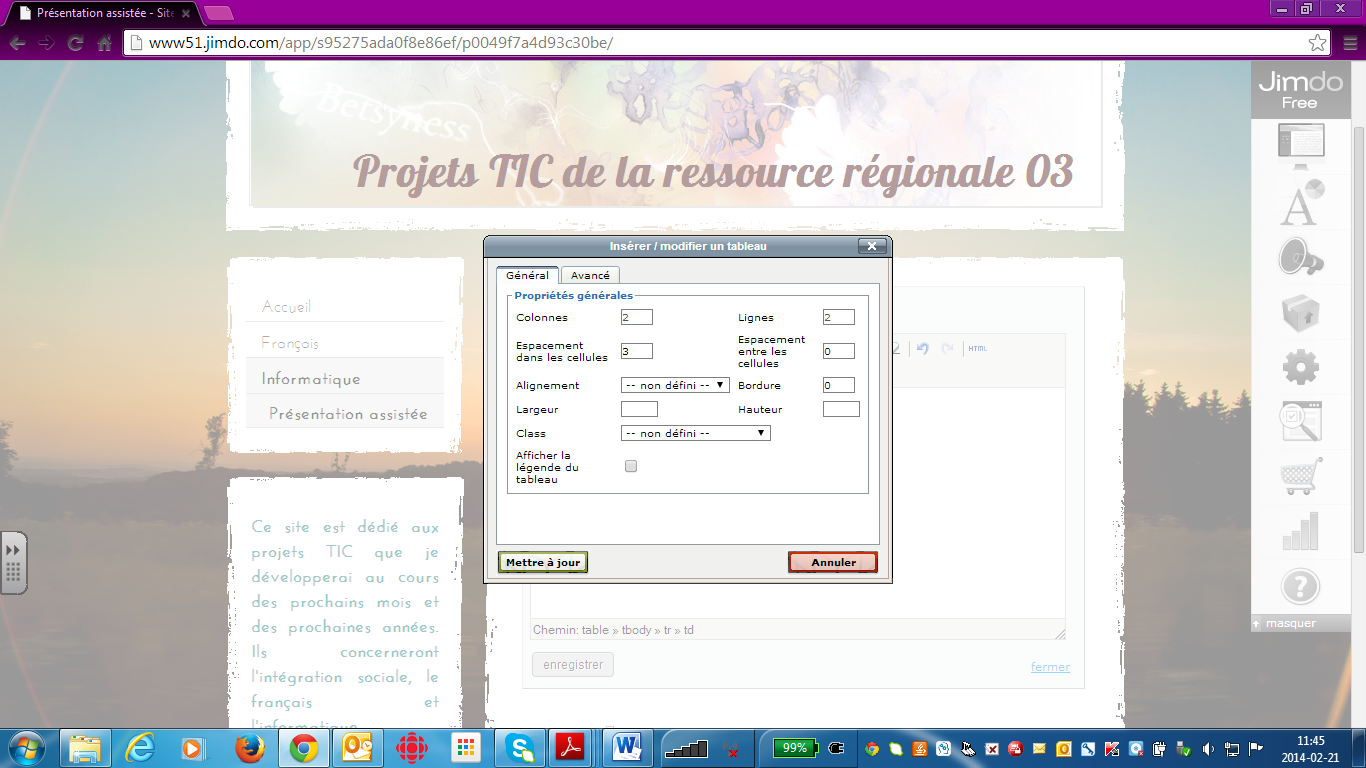 Présentation assistée - Site
www51.jimdo.com/app/s95275ada0f8e86ef/p0049f7a4d93c30be/
Betsyness
Projets TIC de la ressource régionale 03
Jimdo
Free
masquer
Accueil
Français
Informatique
Présentation assistée
Ce site est dédié aux
projets TIC que je
développerai au cours
des prochains mois et
des prochaines années.
Ils concerneront
l'intégration sociale, le
français et
l'informatique
Insérer / modifier un tableau
Général Avancé
Propriétés générales
Colonnes 2 Lignes 2
Espacement dans les cellules 3
Espacement entre les cellules 0
Alignement -- non défini -- Bordure 0
Largeur Hauteur
Class -- non défini --
Afficher la
légende du
tableau
Mettre à jour Annuler
HTML
Chemin: table » tbody » tr » td
enregistrer fermer
99%
11:45
2014-02-21